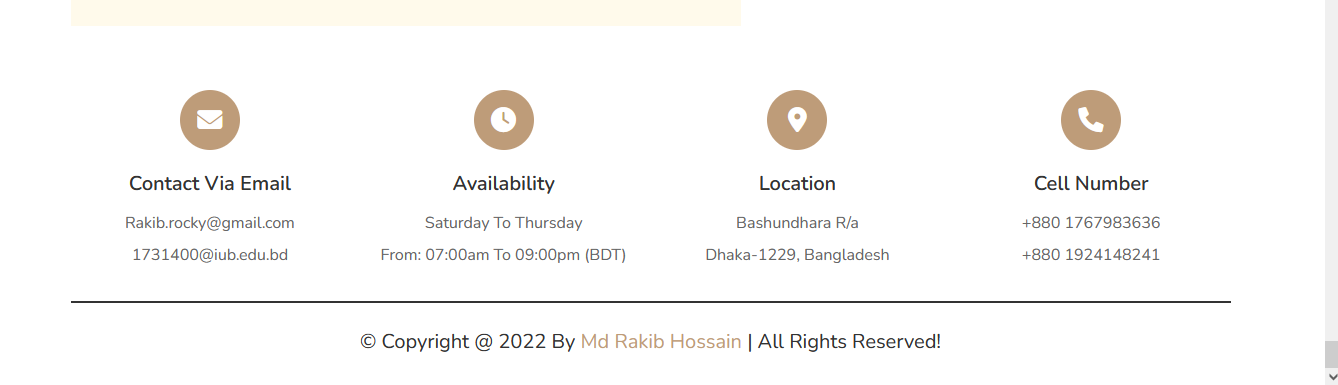 Contact Via Email
Rakib.rocky@gmail.com
1731400@iub.edu.bd
Availability
Saturday To Thursday
From: 07:00am To 09:00pm (BDT)
Location
Bashundhara R/a
Dhaka-1229, Bangladesh
Cell Number
+880 1767983636
+880 1924148241
© Copyright @ 2022 By Md Rakib Hossain | All Rights Reserved!